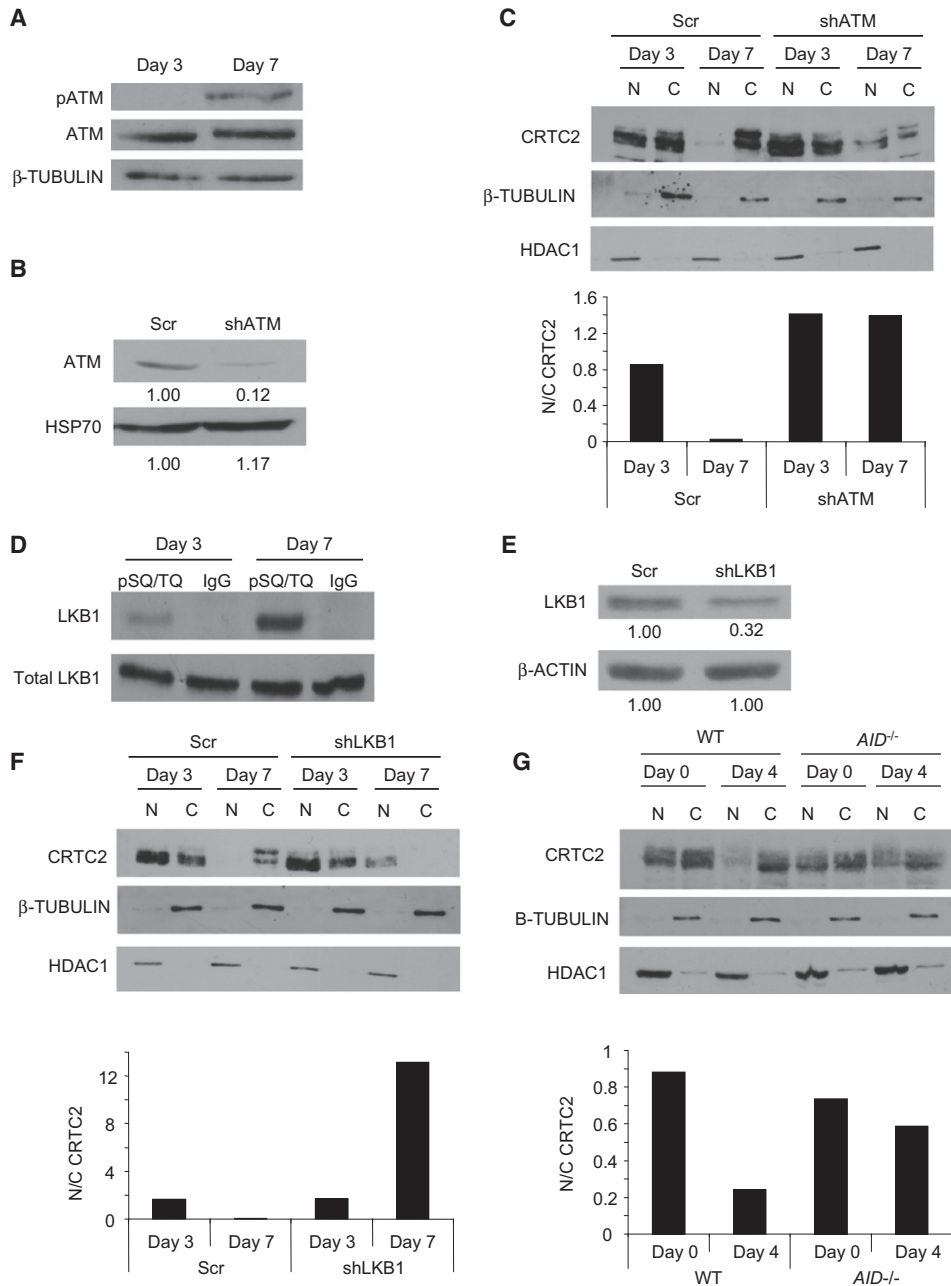 A
Day 3 Day 7
pATM
ATM
β-TUBULIN
B
Scr shATM
ATM
1.00 0.12
HSP70
1.00 1.17
C
Scr shATM
Day 3 Day 7 Day 3 Day 7
N C N C N C N C
CRTC2
β-TUBULIN
HDAC1
N/C CRTC2
1.6
1.2
0.8
0.4
0
Day 3 Day 7 Day 3 Day 7
Scr shATM
D
Day 3 Day 7
pSQ/TQ IgG pSQ/TQ IgG
LKB1
Total LKB1
E
Scr shLKB1
LKB1
1.00 0.32
β-ACTIN
1.00 1.00
F
Scr shLKB1
Day 3 Day 7 Day 3 Day 7
N C N C N C N C
CRTC2
β-TUBULIN
HDAC1
N/C CRTC2
12
8
4
0
Day 3 Day 7 Day 3 Day 7
Scr shLKB1
G
WT AID-/-
Day 0 Day 4 Day 0 Day 4
N C N C N C N C
CRTC2
B-TUBULIN
HDAC1
N/C CRTC2
1
0.8
0.6
0.4
0.2
0
Day 0 Day 4 Day 0 Day 4
WT AID-/-